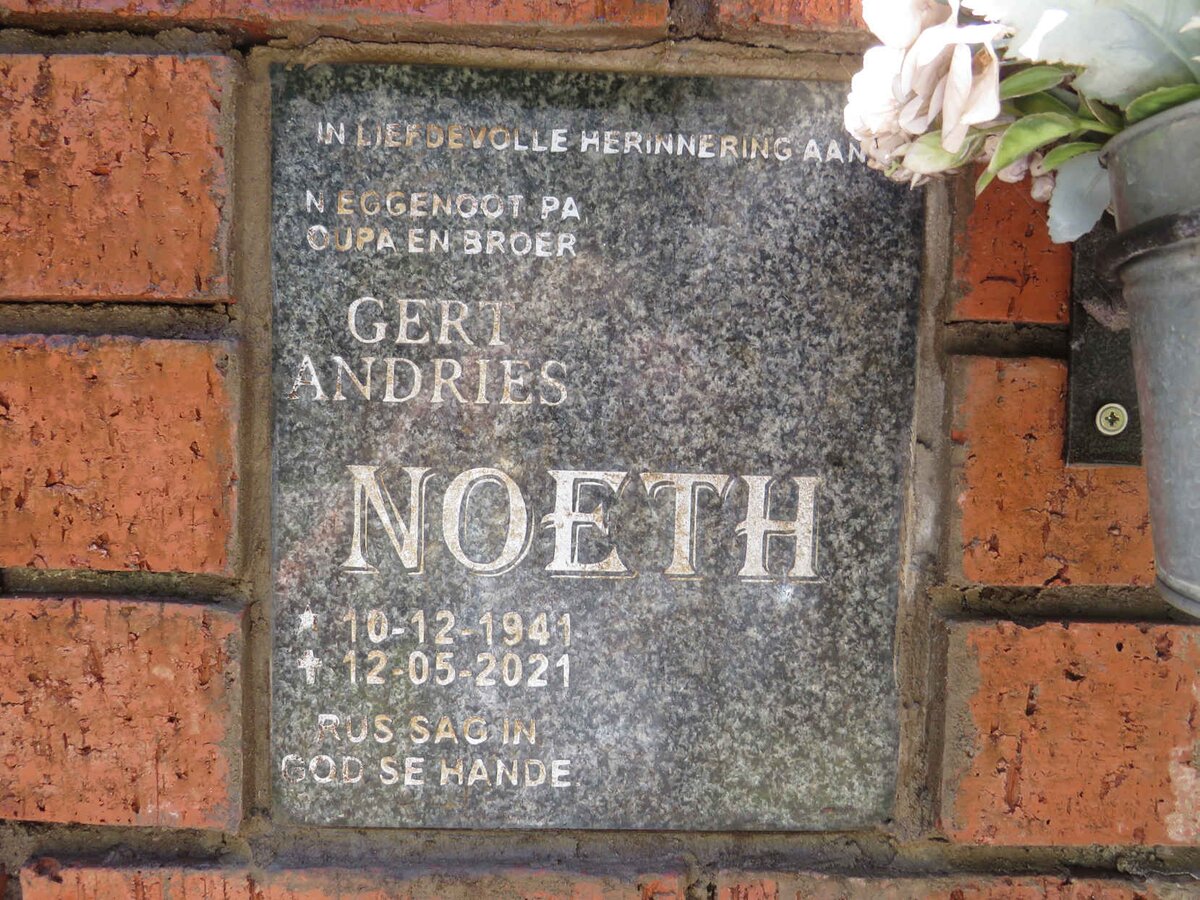 IN LIEFDEVOLLE HERINNERING AAN
N EGGENOOT PA
OUPA EN BROER
GERT
ANDRIES
NOETH
* 10-12-1941
✝ 12-05-2021
RUS SAG IN
GOD SE HANDE